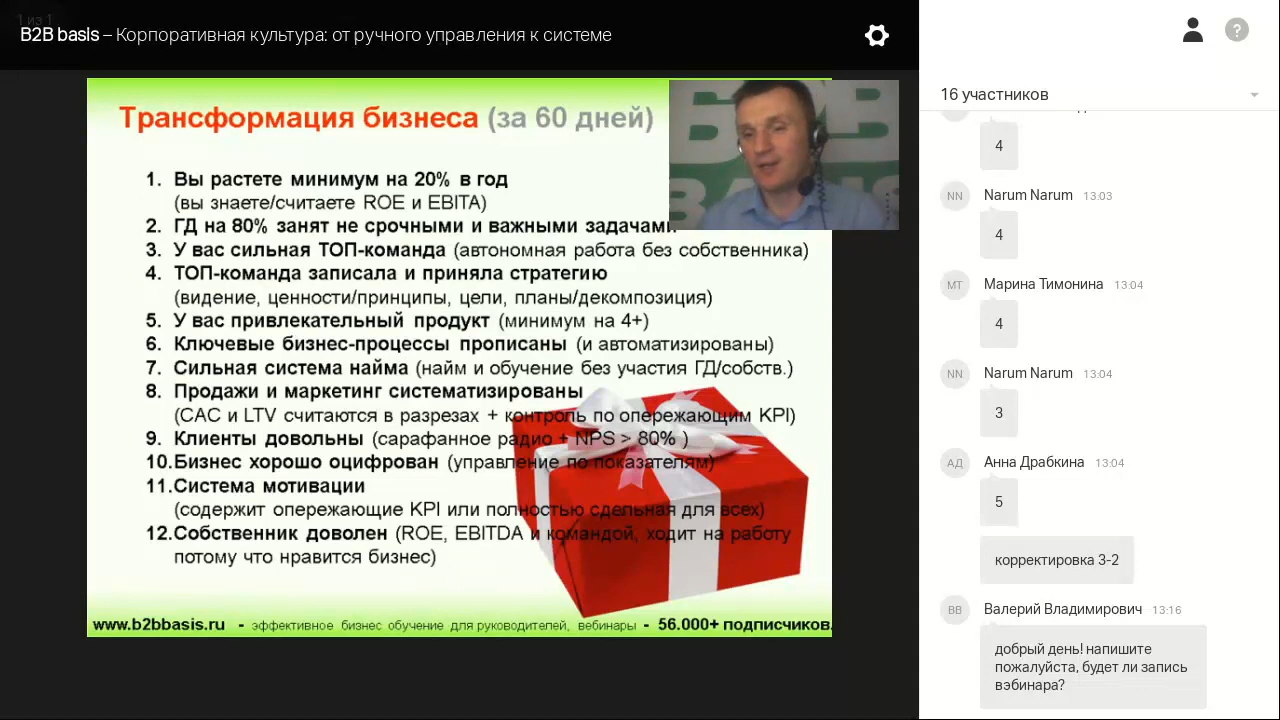 1 из 1
B2B basis – Корпоративная культура: от ручного управления к системе
Трансформация бизнеса (за 60 дней)
1. Вы растете минимум на 20% в год
(вы знаете/считаете ROE и EBITA)
2. ГД на 80% занят не срочными и важными задачами
3. У вас сильная ТОП-команда (автономная работа без собственника)
4. ТОП-команда записала и приняла стратегию
(видение, ценности/принципы, цели, планы/декомпозиция)
5. У вас привлекательный продукт (минимум на 4+)
6. Ключевые бизнес-процессы прописаны (и автоматизированы)
7. Сильная система найма (найм и обучение без участия ГД/собств.)
8. Продажи и маркетинг систематизированы
(CAC и LTV считаются в разрезах + контроль по опережающим KPI)
9. Клиенты довольны (сарафанное радио + NPS > 80% )
10. Бизнес хорошо оцифрован (управление по показателям)
11. Система мотивации
(содержит опережающие KPI или полностью сдельная для всех)
12. Собственник доволен (ROE, EBITDA и командой, ходит на работу
потому что нравится бизнес)
www.b2bbasis.ru - эффективное бизнес обучение для руководителей, вебинары - 56.000+ подписчиков.
?
16 участников
4
NN Narum Narum 13:03
4
МТ Марина Тимонина 13:04
4
NN Narum Narum 13:04
3
АД Анна Драбкина 13:04
5
корректировка 3-2
ВВ Валерий Владимирович 13:16
добрый день! напишите
пожалуйста, будет ли запись
вэбинара?